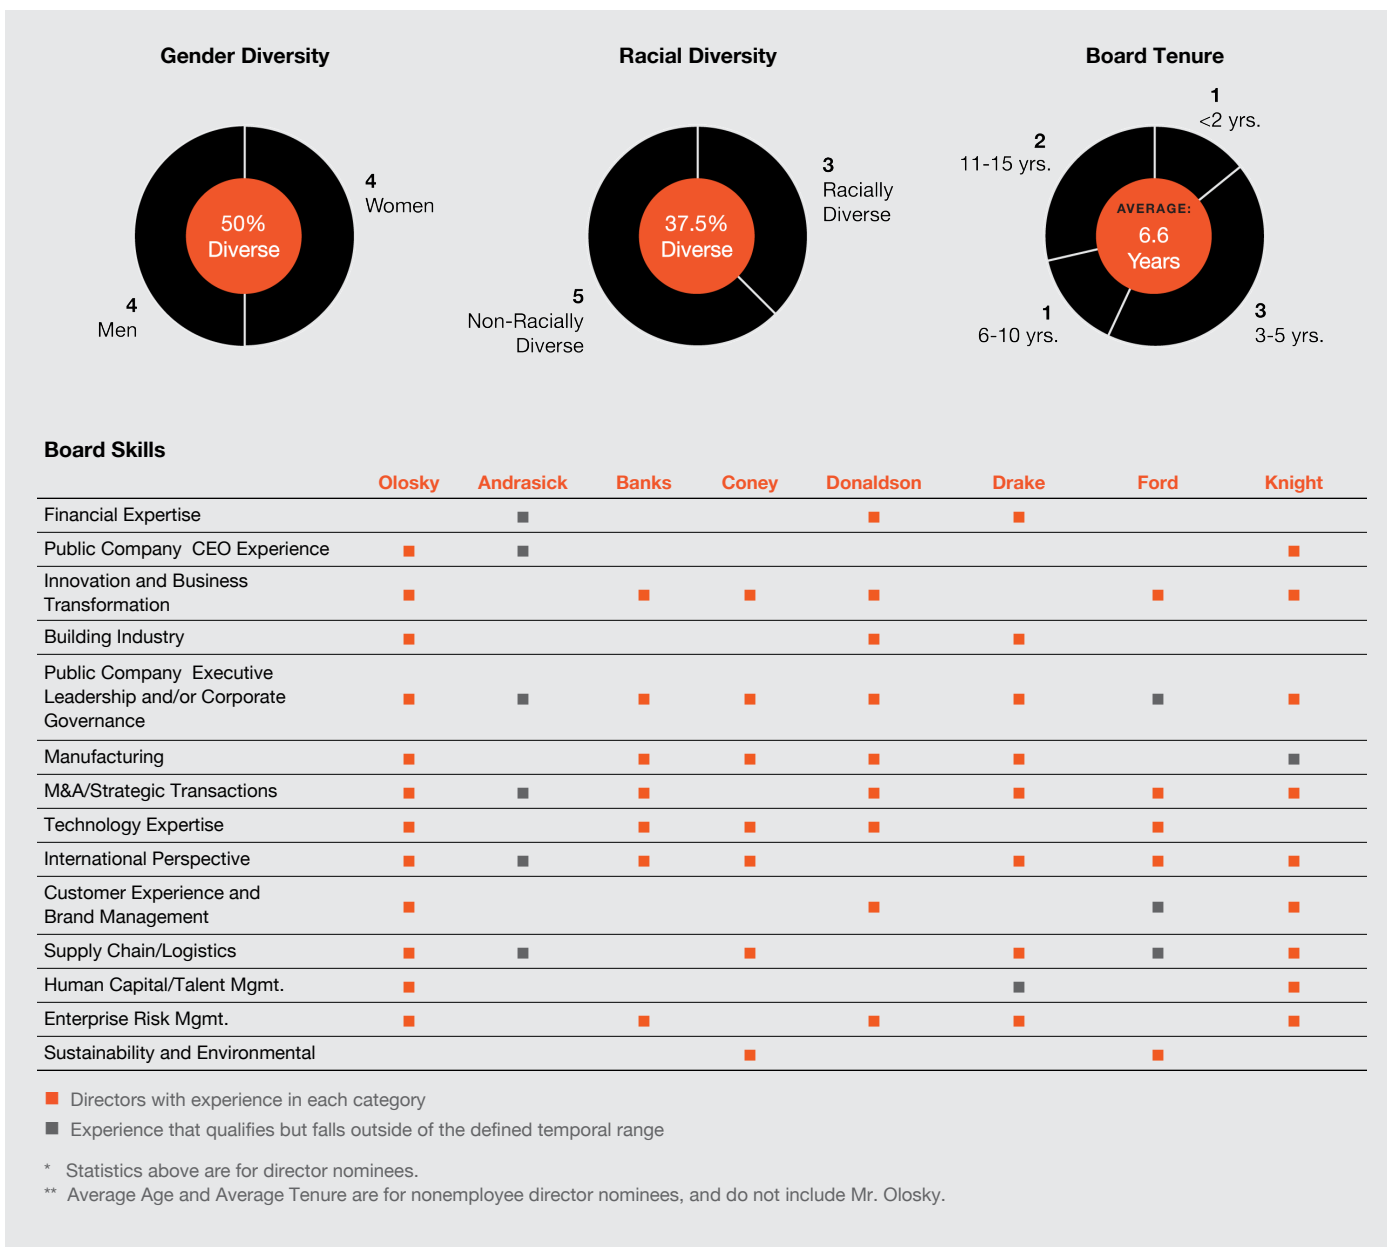 Gender Diversity
4
Women
50%
Diverse
4
Men
Racial Diversity
3
Racially
Diverse
37.5%
Diverse
5
Non-Racially
Diverse
Board Tenure
1
<2 yrs.
2
11-15 yrs.
AVERAGE:
6.6
Years
1
6-10 yrs.
3
3-5 yrs.
Board Skills
Olosky Andrasick Banks Coney Donaldson Drake Ford Knight
Financial Expertise
Public Company CEO Experience
Innovation and Business
Transformation
Building Industry
Public Company Executive
Leadership and/or Corporate
Governance
Manufacturing
M&A/Strategic Transactions
Technology Expertise
International Perspective
Customer Experience and
Brand Management
Supply Chain/Logistics
Human Capital/Talent Mgmt.
Enterprise Risk Mgmt.
Sustainability and Environmental
Directors with experience in each category
Experience that qualifies but falls outside of the defined temporal range
* Statistics above are for director nominees.
** Average Age and Average Tenure are for nonemployee director nominees, and do not include Mr. Olosky.